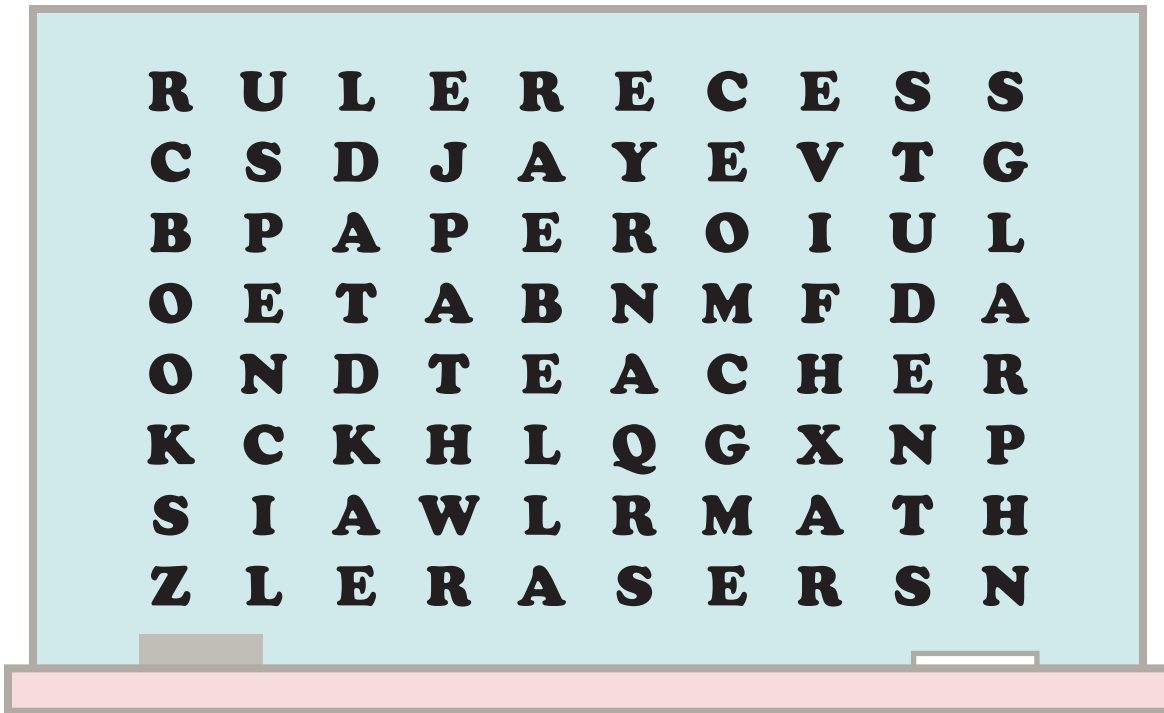 R U L E R E C E S S
C S D J A Y E V T G
B P A P E R O I U L
O E T A B N M F D A
O N D T E A C H E R
K C K H L Q G X N P
S I A W L R M A T H
Z L E R A S E R S N